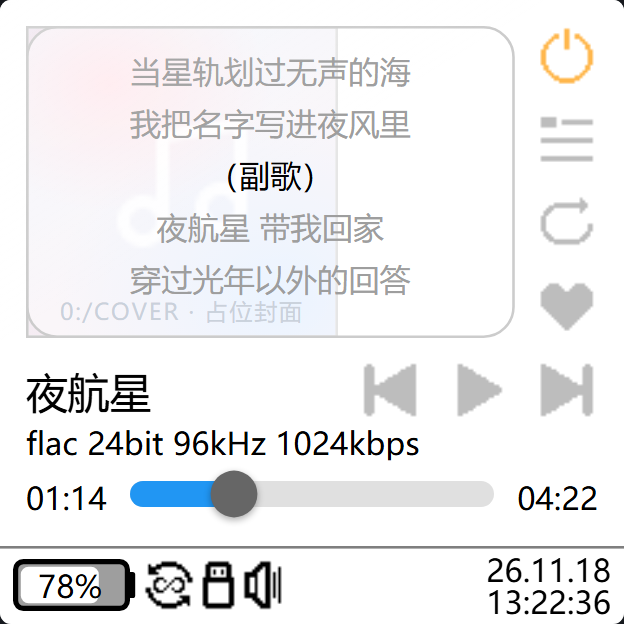 当星轨划过无声的海
我把名字写进夜风里
（副歌）
夜航星 带我回家
穿过光年以外的回答
0:/COVER · 占位封面
夜航星
flac 24bit 96kHz 1024kbps
01:14
04:22
78%
26.11.18
13:22:36